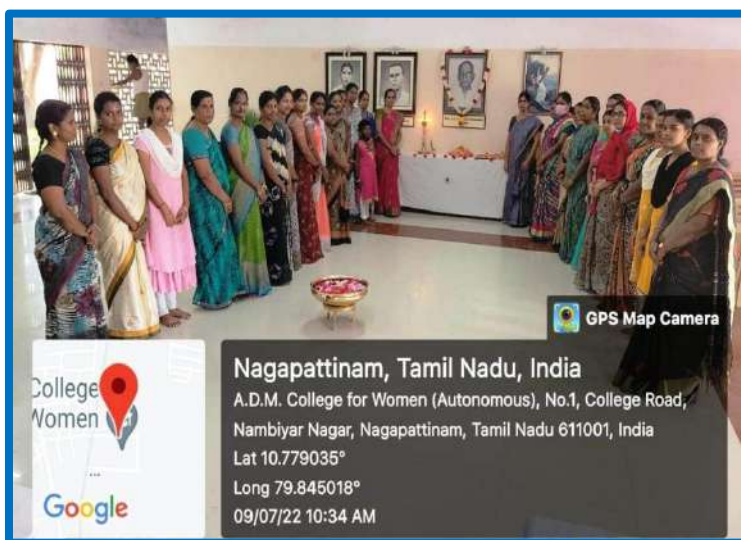 GPS Map Camera
College
Women
Google
Nagapattinam, Tamil Nadu, India
A.D.M. College for Women (Autonomous), No.1, College Road,
Nambiyar Nagar, Nagapattinam, Tamil Nadu 611001, India
Lat 10.779035°
Long 79.845018°
09/07/22 10:34 AM